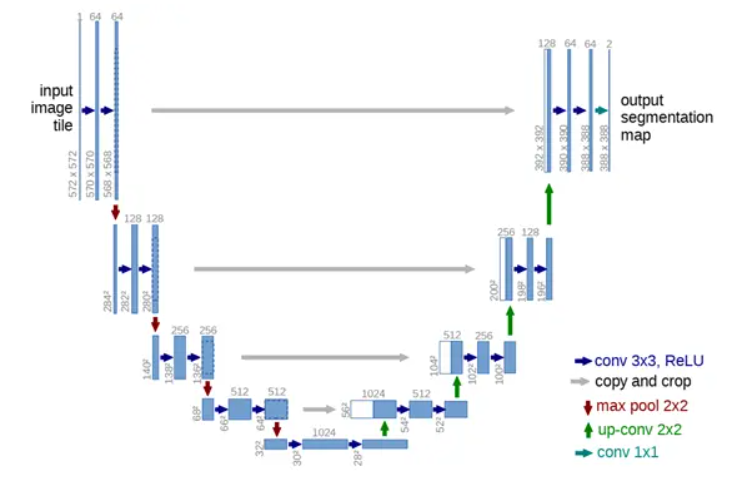 1 64 64
128 64 64 2
input
image
tile
output
segmentation
map
572 x 572
570 x 570
568 x 568
392 x 392
390 x 390
388 x 388
388 x 388
128 128
256 128
284²
282²
280²
200²
198²
196²
256 256
512 256
140²
138²
136²
104²
102²
100²
512 512
1024 512
68²
66²
64²
56²
54²
52²
1024
32²
30²
28²
conv 3x3, ReLU
copy and crop
max pool 2x2
up-conv 2x2
conv 1x1